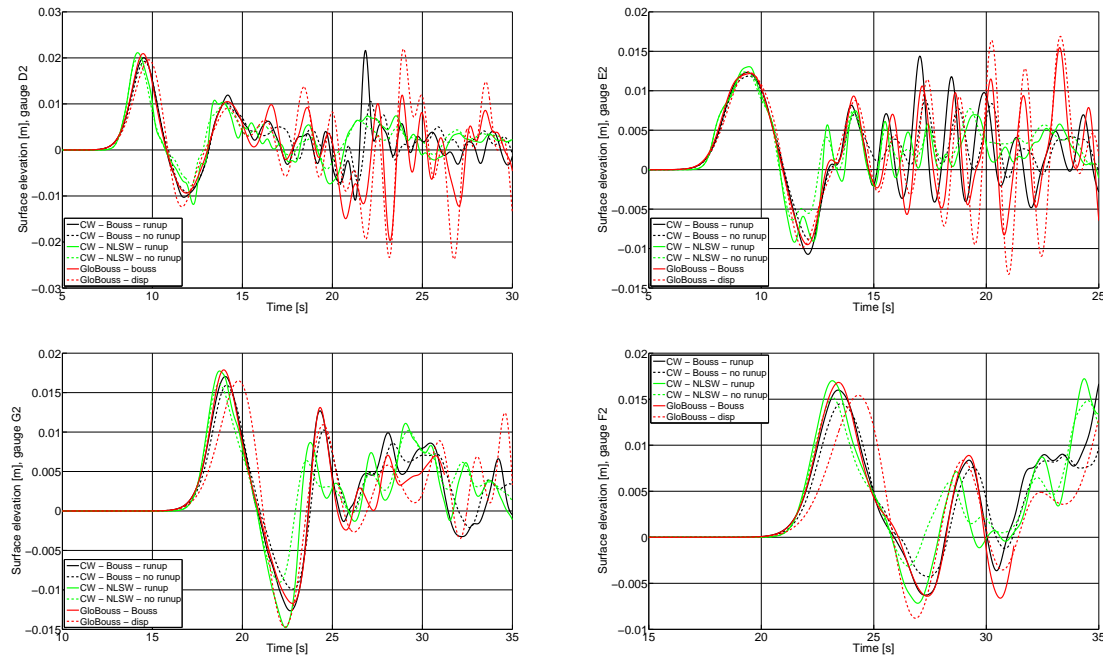 Surface elevation [m], gauge D2
0.03
0.02
0.01
0
−0.01
−0.02
−0.03
CW − Bouss − runup
CW − Bouss − no runup
CW − NLSW − runup
CW − NLSW − no runup
GloBouss − bouss
GloBouss − disp
5
10
15
20
25
30
Time [s]
Surface elevation [m], gauge E2
0.02
0.015
0.01
0.005
0
−0.005
−0.01
−0.015
CW − Bouss − runup
CW − Bouss − no runup
CW − NLSW − runup
CW − NLSW − no runup
GloBouss − Bouss
GloBouss − disp
5
10
15
20
25
Time [s]
Surface elevation [m], gauge G2
0.02
0.015
0.01
0.005
0
−0.005
−0.01
−0.015
CW − Bouss − runup
CW − Bouss − no runup
CW − NLSW − runup
CW − NLSW − no runup
GloBouss − Bouss
GloBouss − disp
10
15
20
25
30
35
Time [s]
Surface elevation [m], gauge F2
0.02
0.015
0.01
0.005
0
−0.005
−0.01
CW − Bouss − runup
CW − Bouss − no runup
CW − NLSW − runup
CW − NLSW − no runup
GloBouss − Bouss
GloBouss − disp
15
20
25
30
35
Time [s]